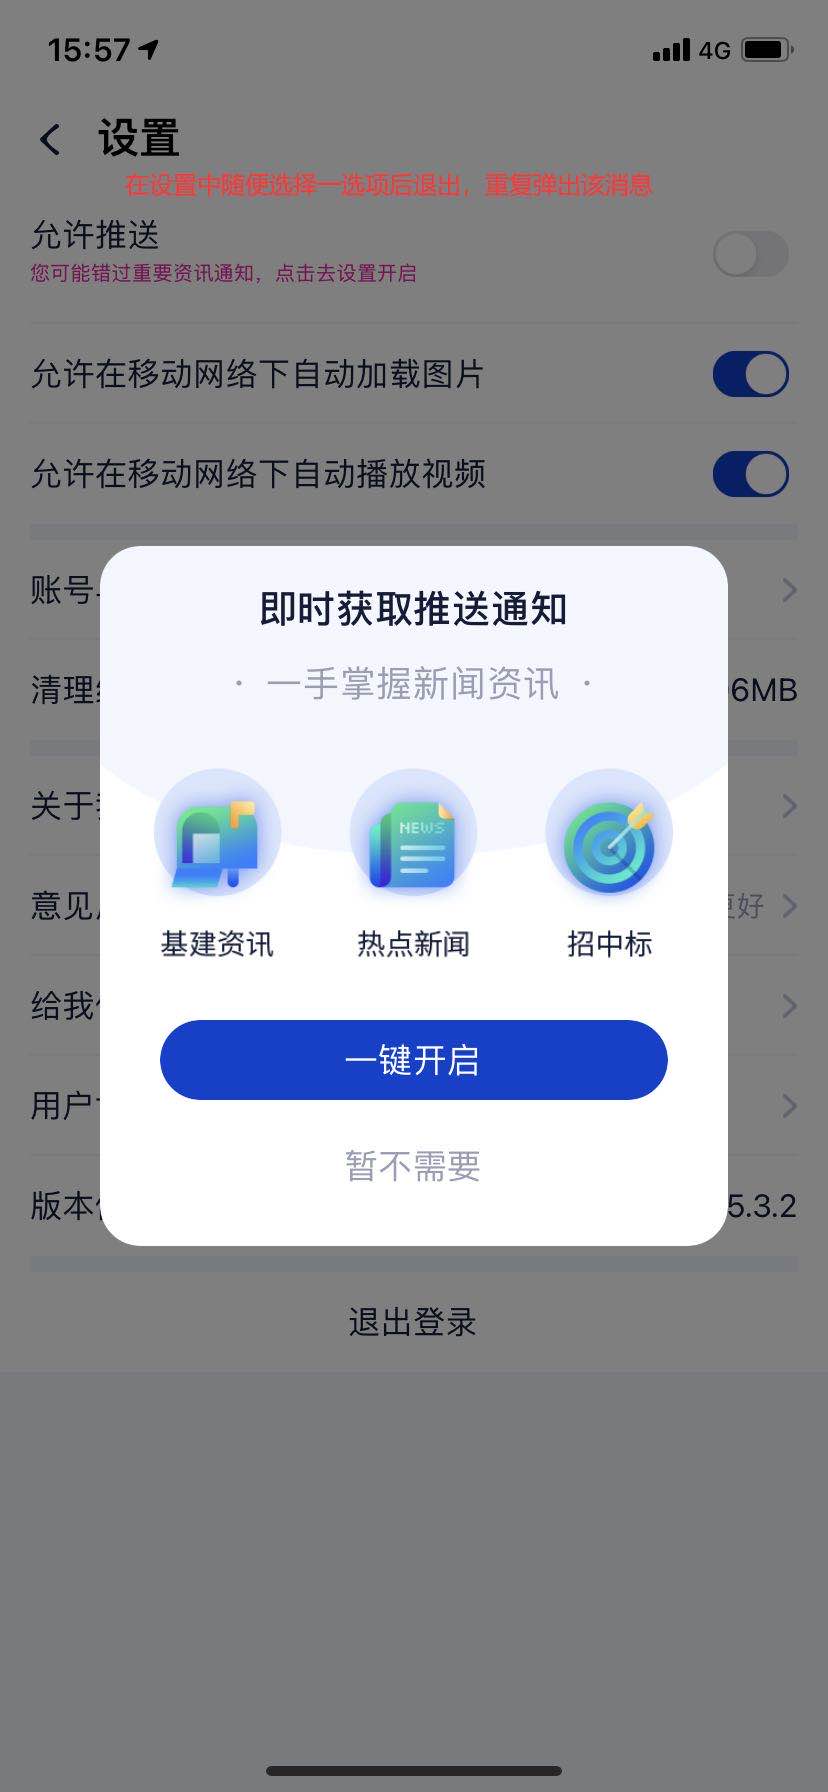 15:57
4G
设置
在设置中随便选择一选项后退出，重复弹出该消息
允许推送
您可能错过重要资讯通知，点击去设置开启
允许在移动网络下自动加载图片
允许在移动网络下自动播放视频
账号
即时获取推送通知
清理
· 一手掌握新闻资讯 ·
6MB
NEWS
关于
意见
更好
基建资讯
热点新闻
招中标
给我
一键开启
用户
暂不需要
版本
5.3.2
退出登录